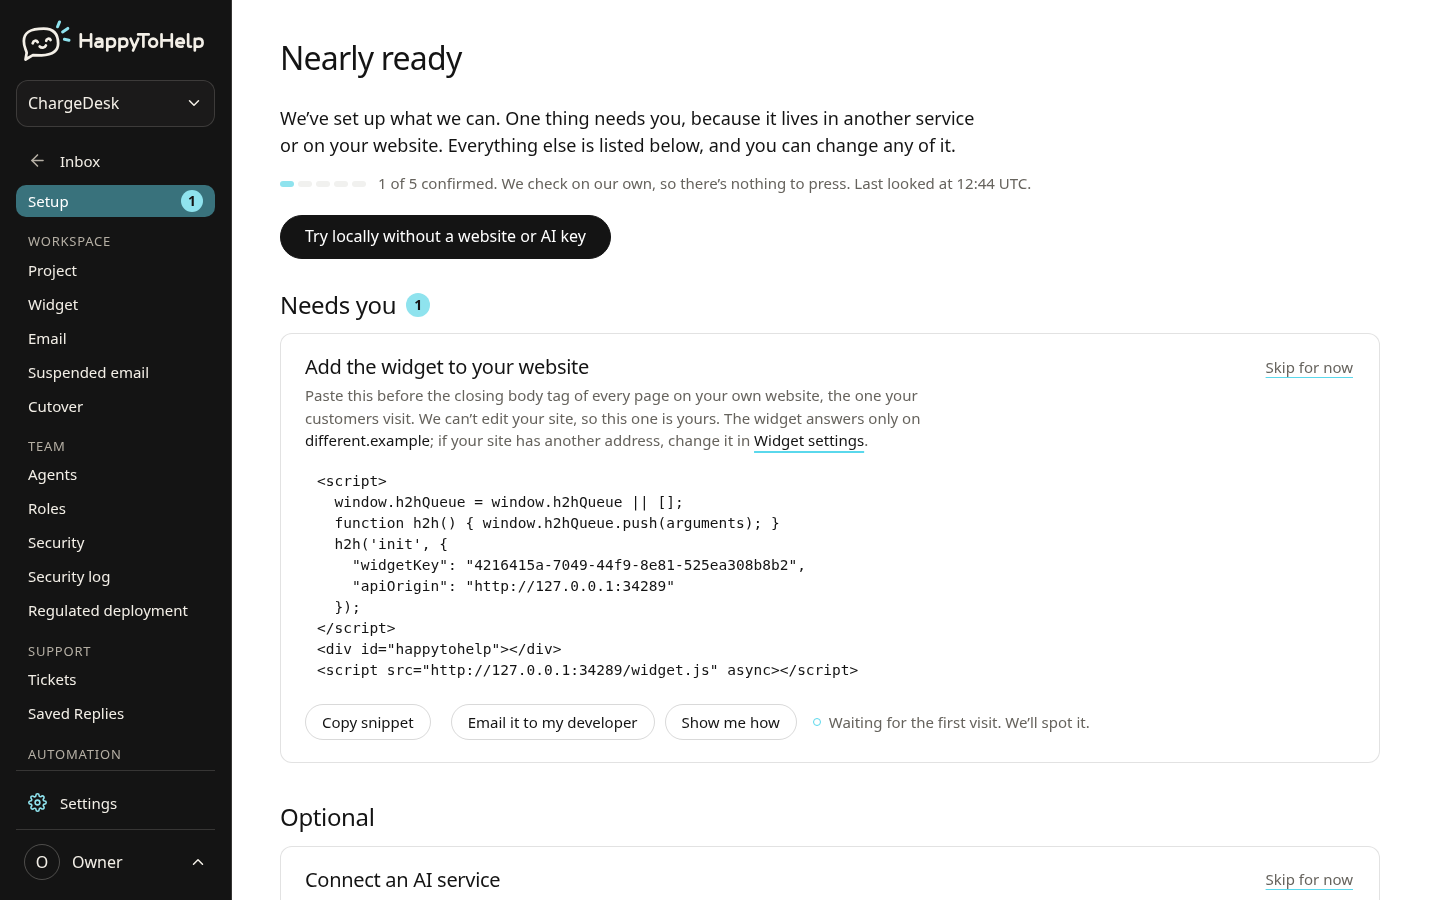 HappyToHelp
ChargeDesk
Inbox
Setup 1
WORKSPACE
Project
Widget
Email
Suspended email
Cutover
TEAM
Agents
Roles
Security
Security log
Regulated deployment
SUPPORT
Tickets
Saved Replies
AUTOMATION
Settings
O Owner
Nearly ready
We’ve set up what we can. One thing needs you, because it lives in another service
or on your website. Everything else is listed below, and you can change any of it.
1 of 5 confirmed. We check on our own, so there’s nothing to press. Last looked at 12:44 UTC.
Try locally without a website or AI key
Needs you 1
Add the widget to your website
Skip for now
Paste this before the closing body tag of every page on your own website, the one your
customers visit. We can’t edit your site, so this one is yours. The widget answers only on
different.example; if your site has another address, change it in Widget settings.
<script>
  window.h2hQueue = window.h2hQueue || [];
  function h2h() { window.h2hQueue.push(arguments); }
  h2h('init', {
    "widgetKey": "4216415a-7049-44f9-8e81-525ea308b8b2",
    "apiOrigin": "http://127.0.0.1:34289"
  });
</script>
<div id="happytohelp"></div>
<script src="http://127.0.0.1:34289/widget.js" async></script>
Copy snippet Email it to my developer Show me how Waiting for the first visit. We’ll spot it.
Optional
Connect an AI service
Skip for now